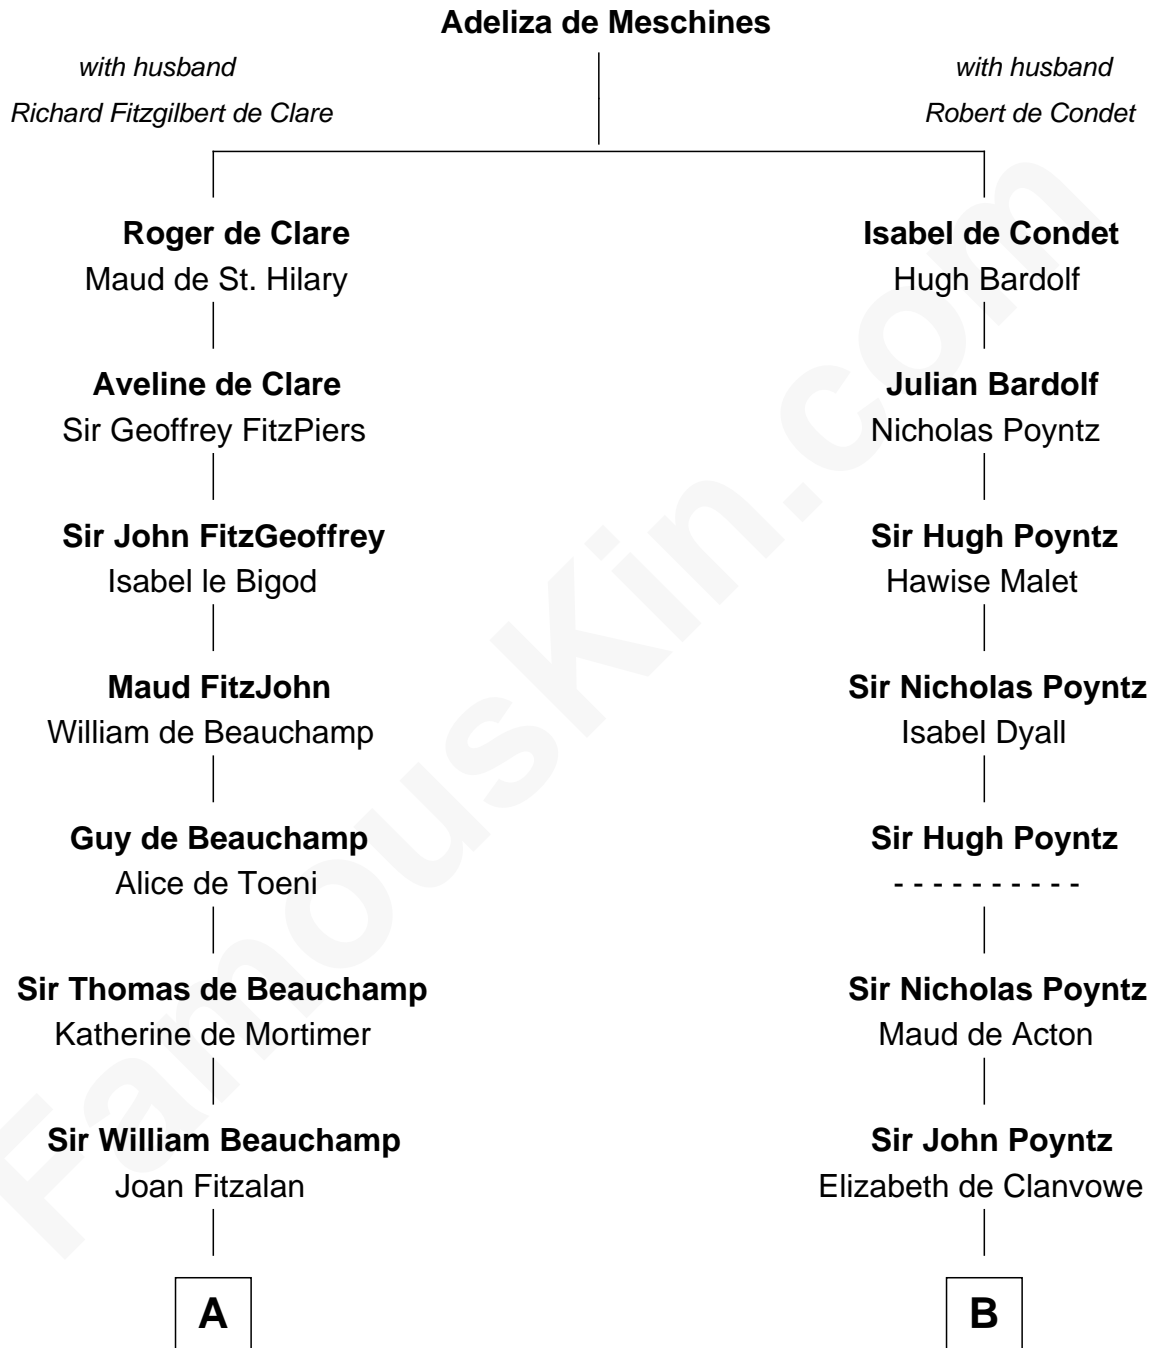 Adeliza de Meschines
with husband
Richard Fitzgilbert de Clare
with husband
Robert de Condet
Roger de Clare
Maud de St. Hilary
Isabel de Condet
Hugh Bardolf
Aveline de Clare
Sir Geoffrey FitzPiers
Julian Bardolf
Nicholas Poyntz
Sir John FitzGeoffrey
Isabel le Bigod
Sir Hugh Poyntz
Hawise Malet
Maud FitzJohn
William de Beauchamp
Sir Nicholas Poyntz
Isabel Dyall
Guy de Beauchamp
Alice de Toeni
Sir Hugh Poyntz
- - - - - - - - - -
Sir Thomas de Beauchamp
Katherine de Mortimer
Sir Nicholas Poyntz
Maud de Acton
Sir William Beauchamp
Joan Fitzalan
Sir John Poyntz
Elizabeth de Clanvowe
A
B
FamousKin.com